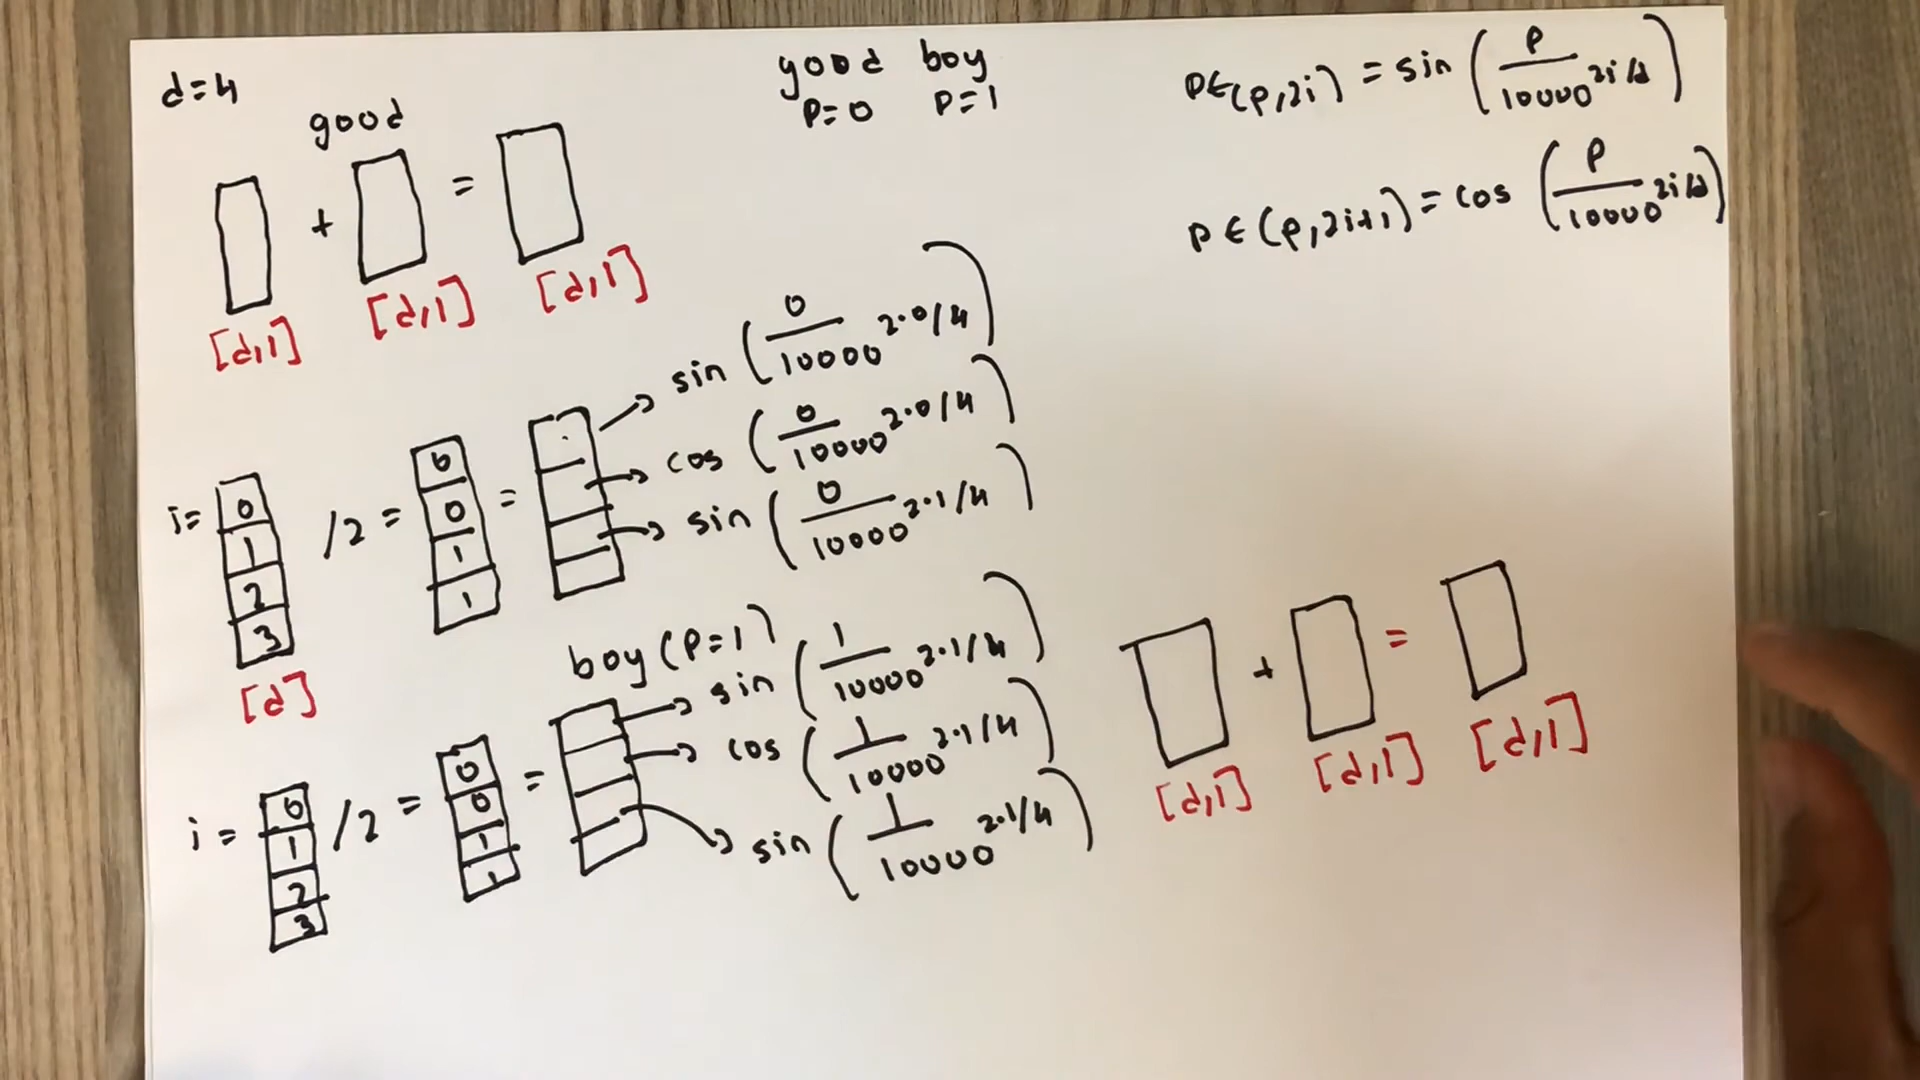 d=4
good boy
P=0 P=1
PE(p,2i) = sin (P/10000^2i/d)
PE(p,2i+1) = cos (P/10000^2i/d)
good
+ =
[d,1] [d,1] [d,1]
sin (0/10000^2·0/4)
cos (0/10000^2·0/4)
sin (0/10000^2·1/4)
i= 0 1 2 3 /2 = 0 0 1 1 =
[d]
boy (P=1)
sin (1/10000^2·1/4)
cos (1/10000^2·1/4)
sin (1/10000^2·1/4)
i = 0 1 2 3 /2 = 0 0 1 1 =
+ =
[d,1] [d,1] [d,1]